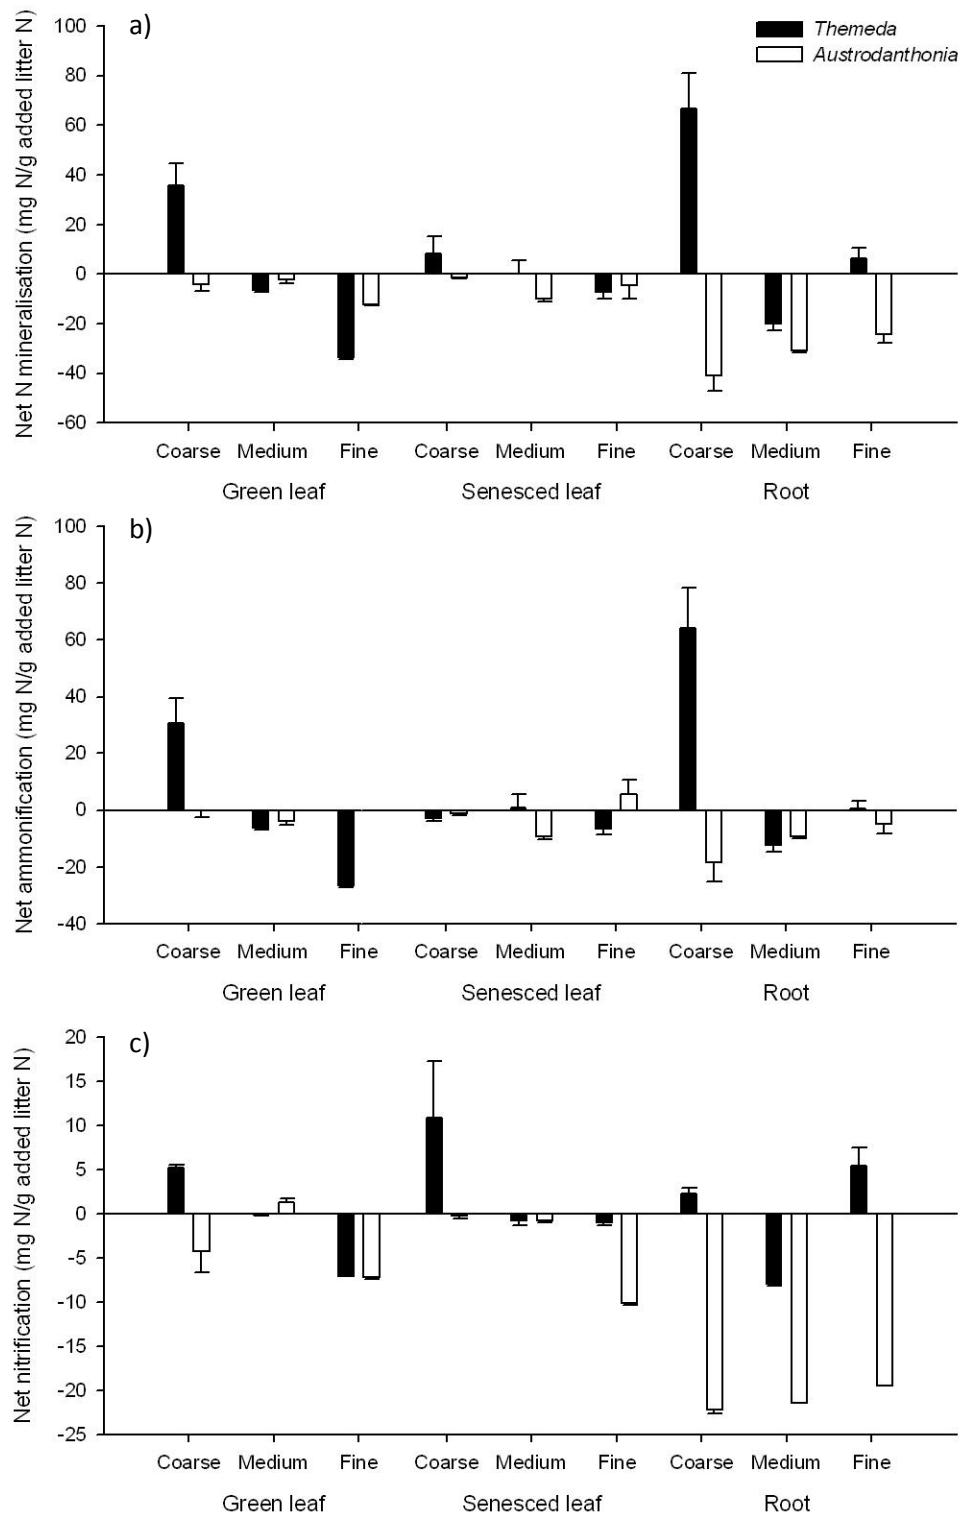 a)
Themeda
Austrodanthonia
Net N mineralisation (mg N/g added litter N)
100
80
60
40
20
0
-20
-40
-60
Coarse Medium Fine Coarse Medium Fine Coarse Medium Fine
Green leaf Senesced leaf Root
b)
Net ammonification (mg N/g added litter N)
100
80
60
40
20
0
-20
-40
Coarse Medium Fine Coarse Medium Fine Coarse Medium Fine
Green leaf Senesced leaf Root
c)
Net nitrification (mg N/g added litter N)
20
15
10
5
0
-5
-10
-15
-20
-25
Coarse Medium Fine Coarse Medium Fine Coarse Medium Fine
Green leaf Senesced leaf Root